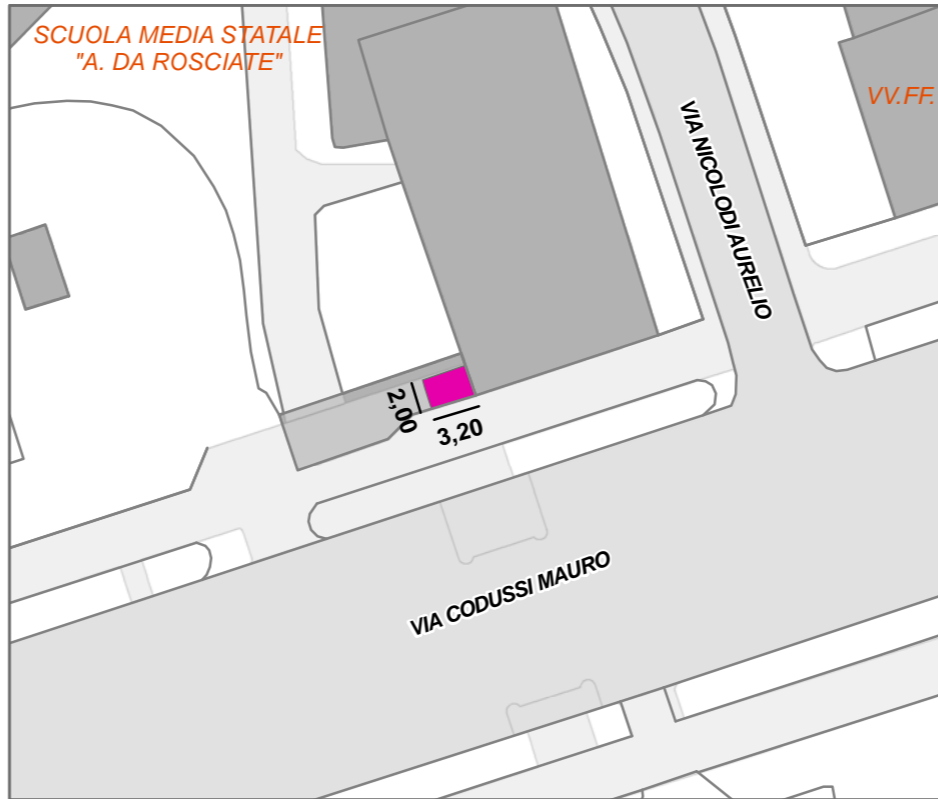 SCUOLA MEDIA STATALE
"A. DA ROSCIATE"
VV.FF.
VIA NICOLODI AURELIO
2,00
3,20
VIA CODUSSI MAURO